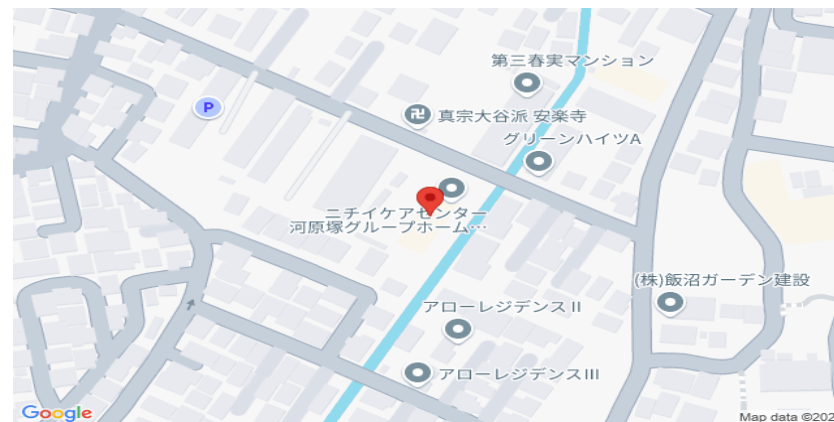 第三春実マンション
P
真宗大谷派 安楽寺
グリーンハイツA
ニチイケアセンター
河原塚グループホーム…
(株)飯沼ガーデン建設
アローレジデンスⅡ
アローレジデンスIII
Google
Map data ©202